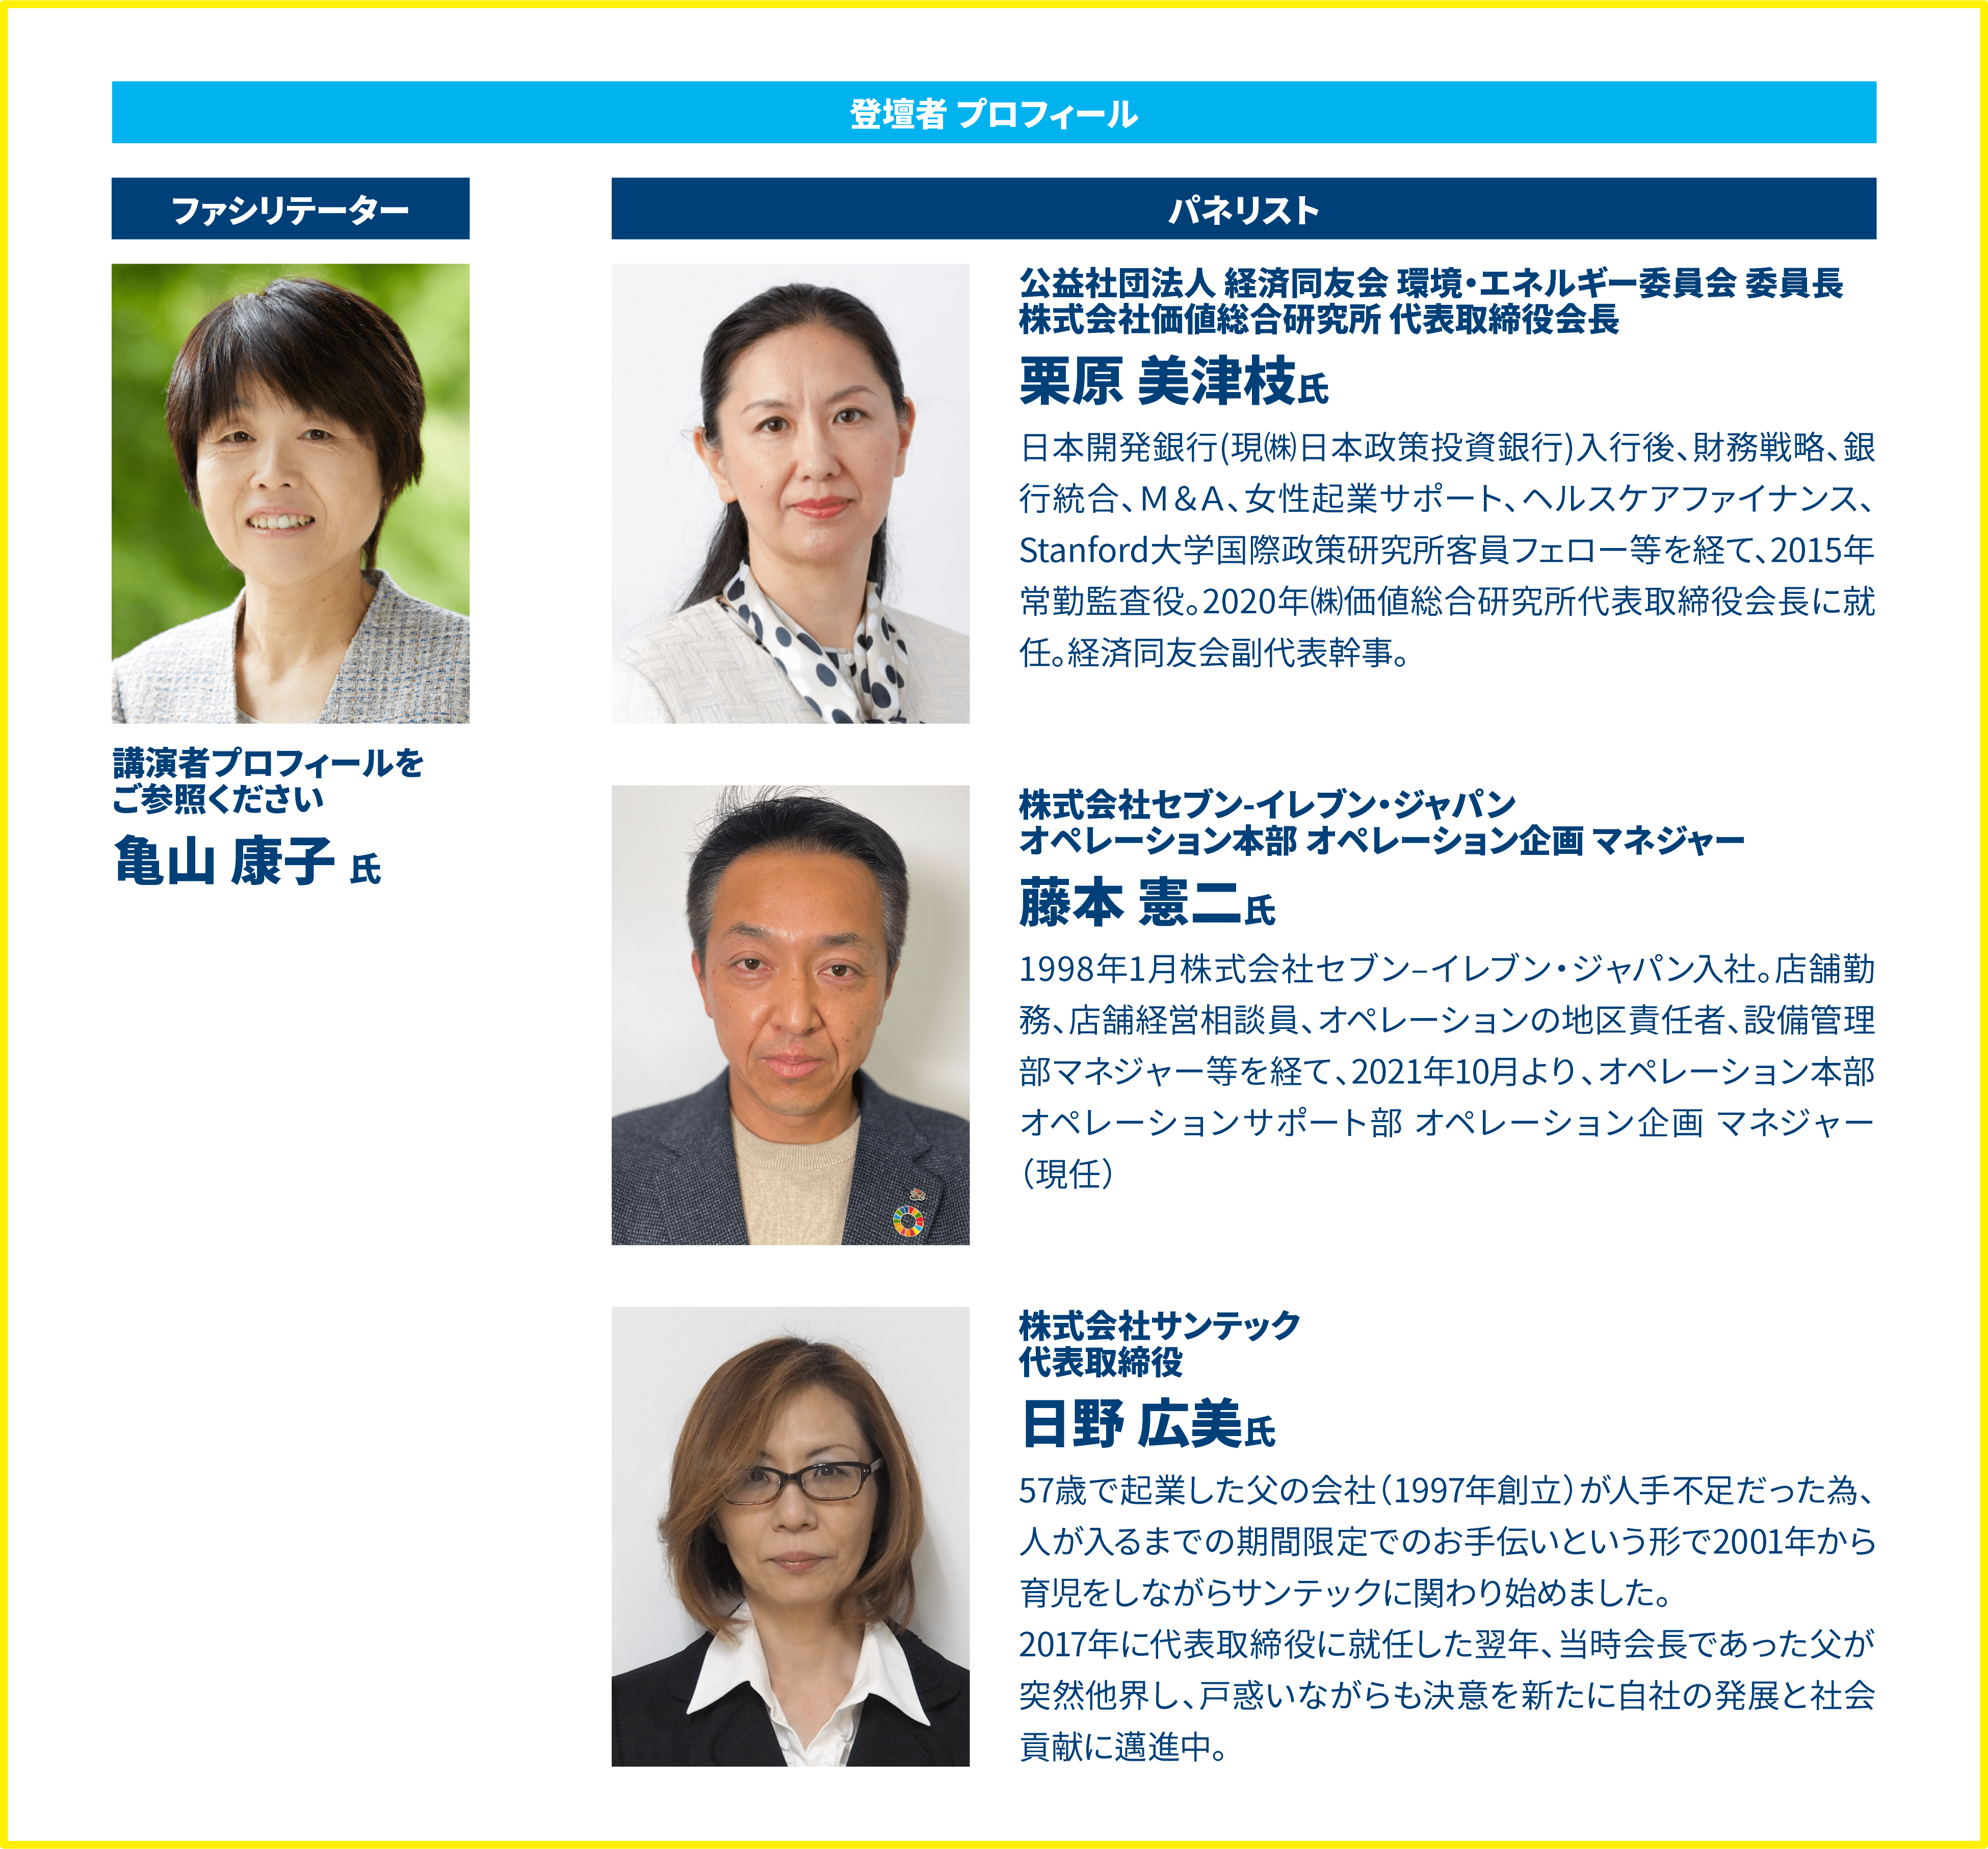 登壇者 プロフィール
ファシリテーター
講演者プロフィールを
ご参照ください
亀山 康子 氏
パネリスト
公益社団法人 経済同友会 環境・エネルギー委員会 委員長
株式会社価値総合研究所 代表取締役会長
栗原 美津枝氏
日本開発銀行(現㈱日本政策投資銀行)入行後、財務戦略、銀
行統合、M＆A、女性起業サポート、ヘルスケアファイナンス、
Stanford大学国際政策研究所客員フェロー等を経て、2015年
常勤監査役。2020年㈱価値総合研究所代表取締役会長に就
任。経済同友会副代表幹事。
株式会社セブン-イレブン・ジャパン
オペレーション本部 オペレーション企画 マネジャー
藤本 憲二氏
1998年1月株式会社セブン–イレブン・ジャパン入社。店舗勤
務、店舗経営相談員、オペレーションの地区責任者、設備管理
部マネジャー等を経て、2021年10月より、オペレーション本部
オペレーションサポート部 オペレーション企画 マネジャー
（現任）
株式会社サンテック
代表取締役
日野 広美氏
57歳で起業した父の会社（1997年創立）が人手不足だった為、
人が入るまでの期間限定でのお手伝いという形で2001年から
育児をしながらサンテックに関わり始めました。
2017年に代表取締役に就任した翌年、当時会長であった父が
突然他界し、戸惑いながらも決意を新たに自社の発展と社会
貢献に邁進中。